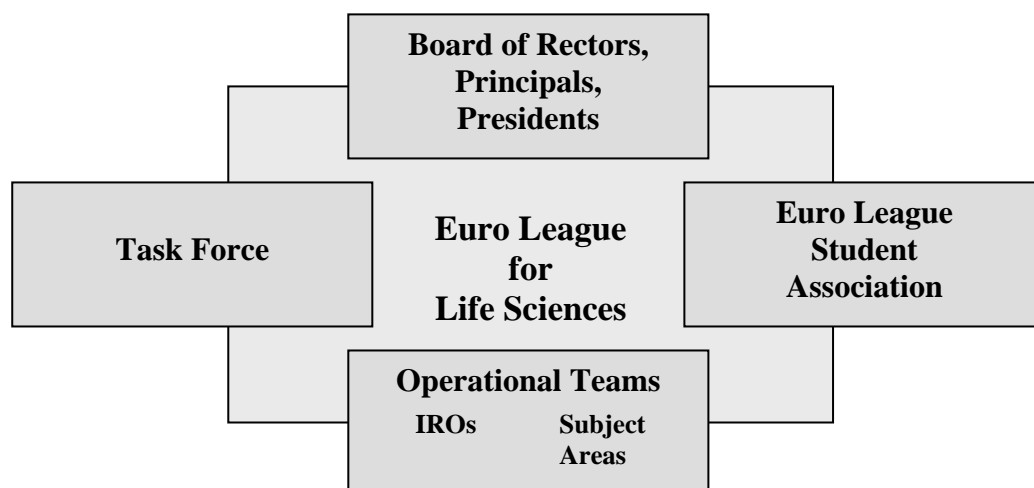 Board of Rectors,
Principals,
Presidents
Task Force
Euro League
for
Life Sciences
Euro League
Student
Association
Operational Teams
IROs
Subject
Areas